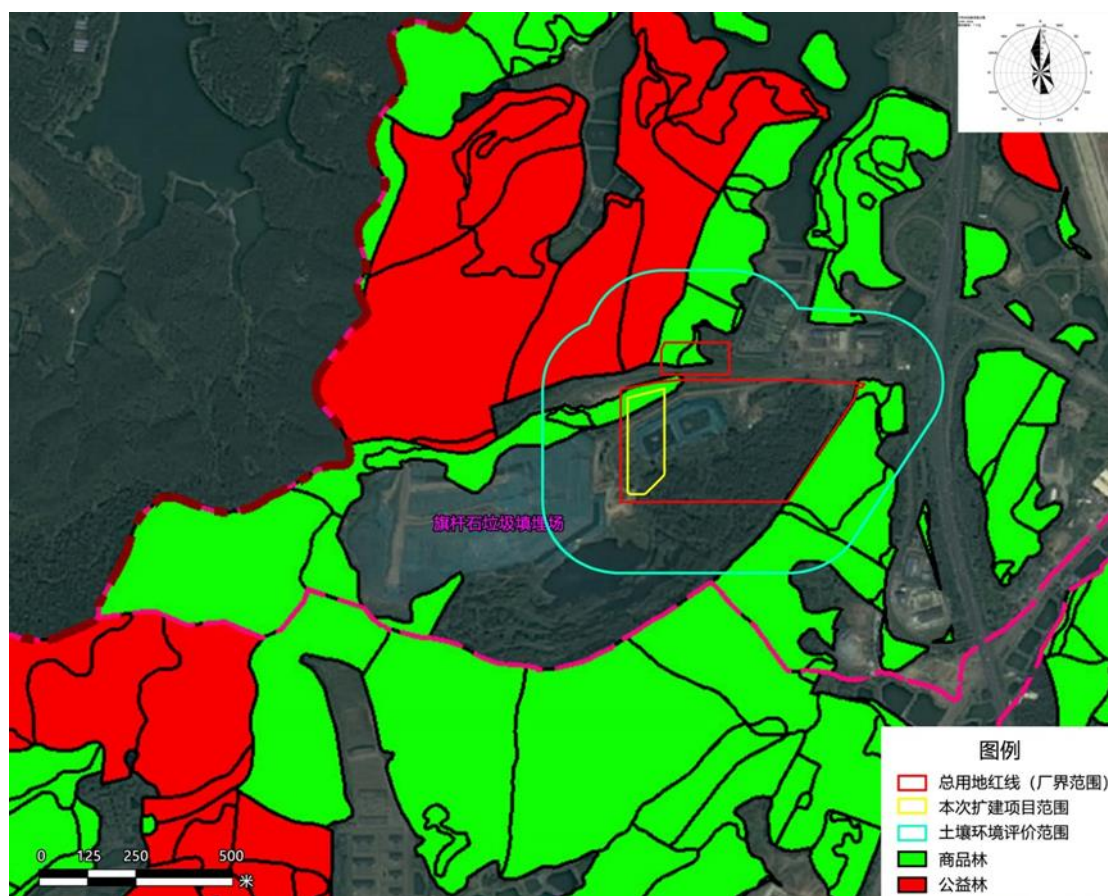 旗杆石垃圾填埋场
图例
总用地红线（厂界范围）
本次扩建项目范围
土壤环境评价范围
商品林
公益林
0 125 250 500
米